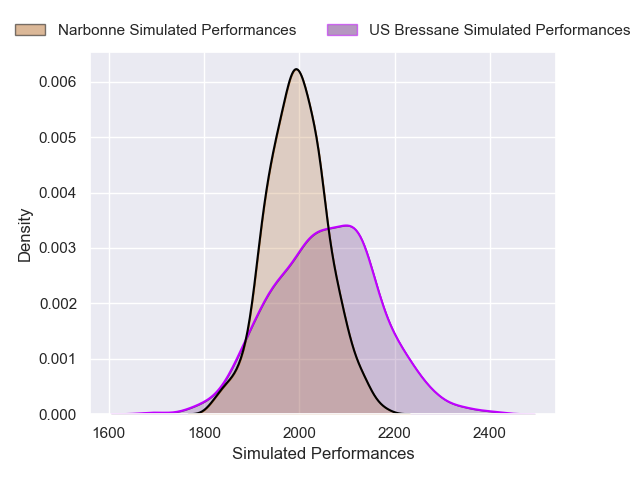 Narbonne Simulated Performances US Bressane Simulated Performances
0.006
0.005
0.004
0.003
0.002
0.001
0.000
Density
1600 1800 2000 2200 2400
Simulated Performances